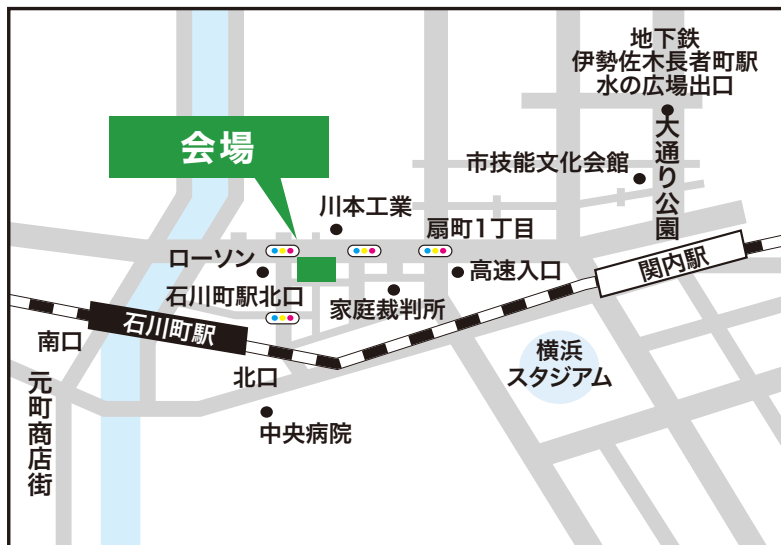 地下鉄
伊勢佐木長者町駅
水の広場出口
大通り公園
会場
市技能文化会館
川本工業
扇町1丁目
ローソン
高速入口
関内駅
石川町駅北口
家庭裁判所
石川町駅
南口
北口
横浜
スタジアム
元町商店街
中央病院